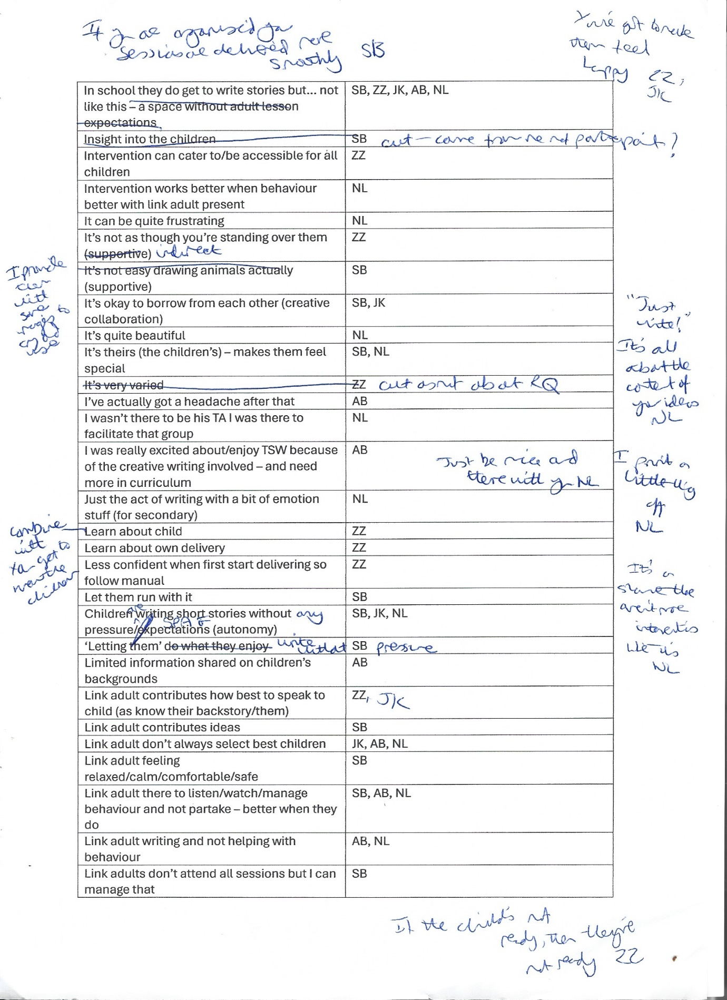 If you are organised your
sessions are delivered more
smoothly SB
You've got to make
them feel
happy ZZ,
JK
In school they do get to write stories but... not SB, ZZ, JK, AB, NL
like this – a space without adult lesson
expectations
Insight into the children SB cut – came from me not participant?
Intervention can cater to/be accessible for all ZZ
children
Intervention works better when behaviour NL
better with link adult present
It can be quite frustrating NL
It's not as though you're standing over them ZZ
(supportive) indirect
It's not easy drawing animals actually SB
(supportive)
I provide
them
with
some
to
It's okay to borrow from each other (creative SB, JK
collaboration)
It's quite beautiful NL
It's theirs (the children's) – makes them feel SB, NL
special
"Just
write!"
It's all
about the
content of
your ideas
NL
It's very varied ZZ cut as not about RQ
I've actually got a headache after that AB
I wasn't there to be his TA I was there to NL
facilitate that group
I was really excited about/enjoy TSW because AB
of the creative writing involved – and need
more in curriculum
Just be nice and
there with you NL
I
a
little
off
NL
Just the act of writing with a bit of emotion NL
stuff (for secondary)
combine
with
You get to
know the
children
Learn about child ZZ
Learn about own delivery ZZ
Less confident when first start delivering so ZZ
follow manual
Let them run with it SB
It's a
shame the
aren't more
interventions
like this
NL
Children are writing short stories without any SB, JK, NL
SPAG
pressure/expectations (autonomy)
'Letting them' do what they enjoy write without SB pressure
Limited information shared on children's AB
backgrounds
Link adult contributes how best to speak to ZZ, JK
child (as know their backstory/them)
Link adult contributes ideas SB
Link adult don't always select best children JK, AB, NL
Link adult feeling SB
relaxed/calm/comfortable/safe
Link adult there to listen/watch/manage SB, AB, NL
behaviour and not partake – better when they
do
Link adult writing and not helping with AB, NL
behaviour
Link adults don't attend all sessions but I can SB
manage that
If the child's not
ready, then they're
not ready ZZ